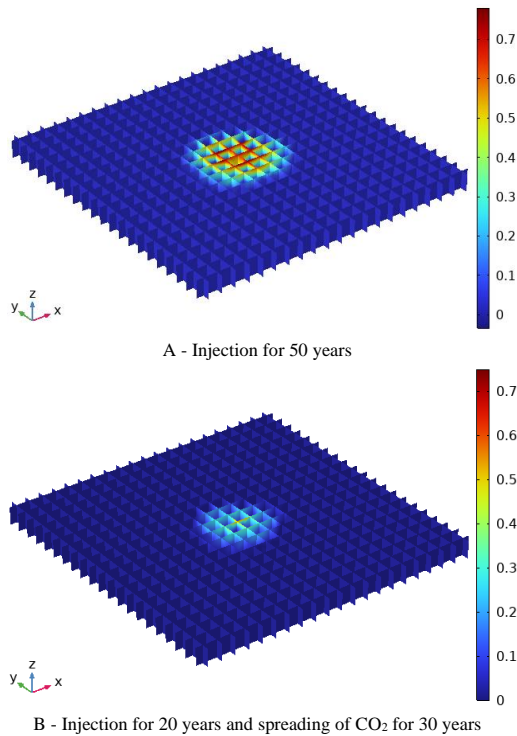 0.7
0.6
0.5
0.4
0.3
0.2
0.1
0
z
y
x
A - Injection for 50 years
0.7
0.6
0.5
0.4
0.3
0.2
0.1
0
z
y
x
B - Injection for 20 years and spreading of CO₂ for 30 years